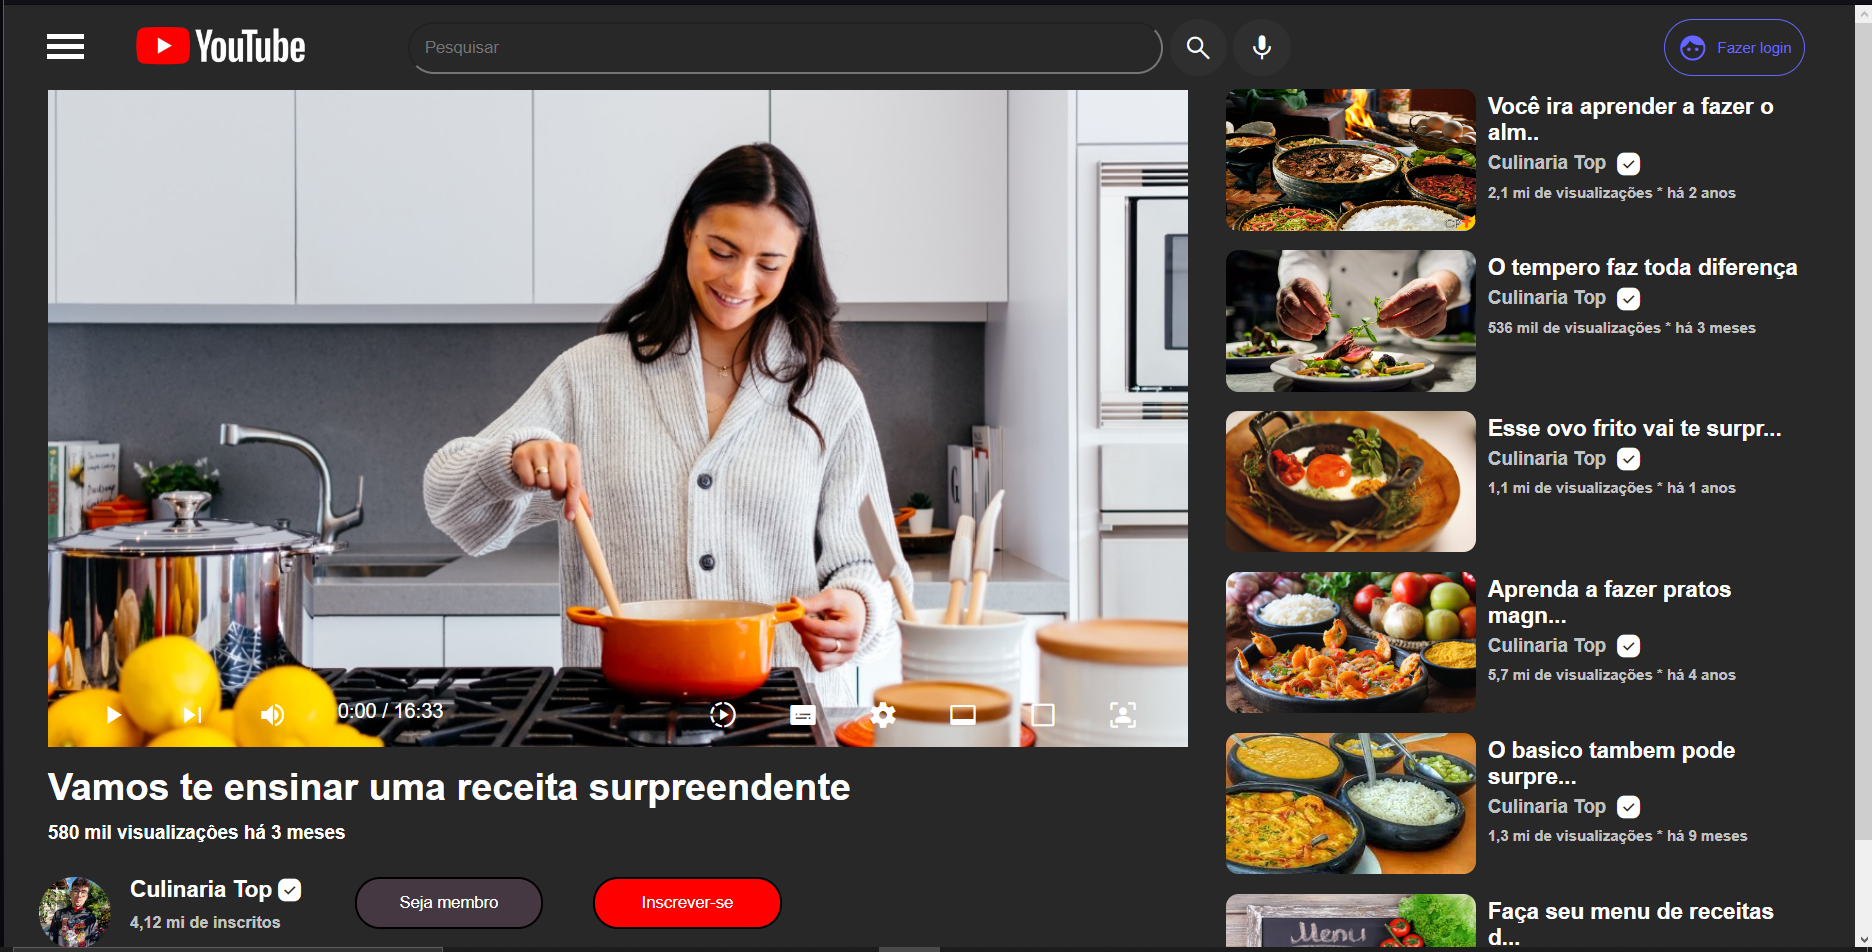 YouTube
Pesquisar
Fazer login
0:00 / 16:33
Vamos te ensinar uma receita surpreendente
580 mil visualizações há 3 meses
Culinaria Top
4,12 mi de inscritos
Seja membro
Inscrever-se
Você ira aprender a fazer o
alm..
Culinaria Top
2,1 mi de visualizações * há 2 anos
O tempero faz toda diferença
Culinaria Top
536 mil de visualizações * há 3 meses
Esse ovo frito vai te surpr...
Culinaria Top
1,1 mi de visualizações * há 1 anos
Aprenda a fazer pratos
magn...
Culinaria Top
5,7 mi de visualizações * há 4 anos
O basico tambem pode
surpre...
Culinaria Top
1,3 mi de visualizações * há 9 meses
Menu
Faça seu menu de receitas
d...